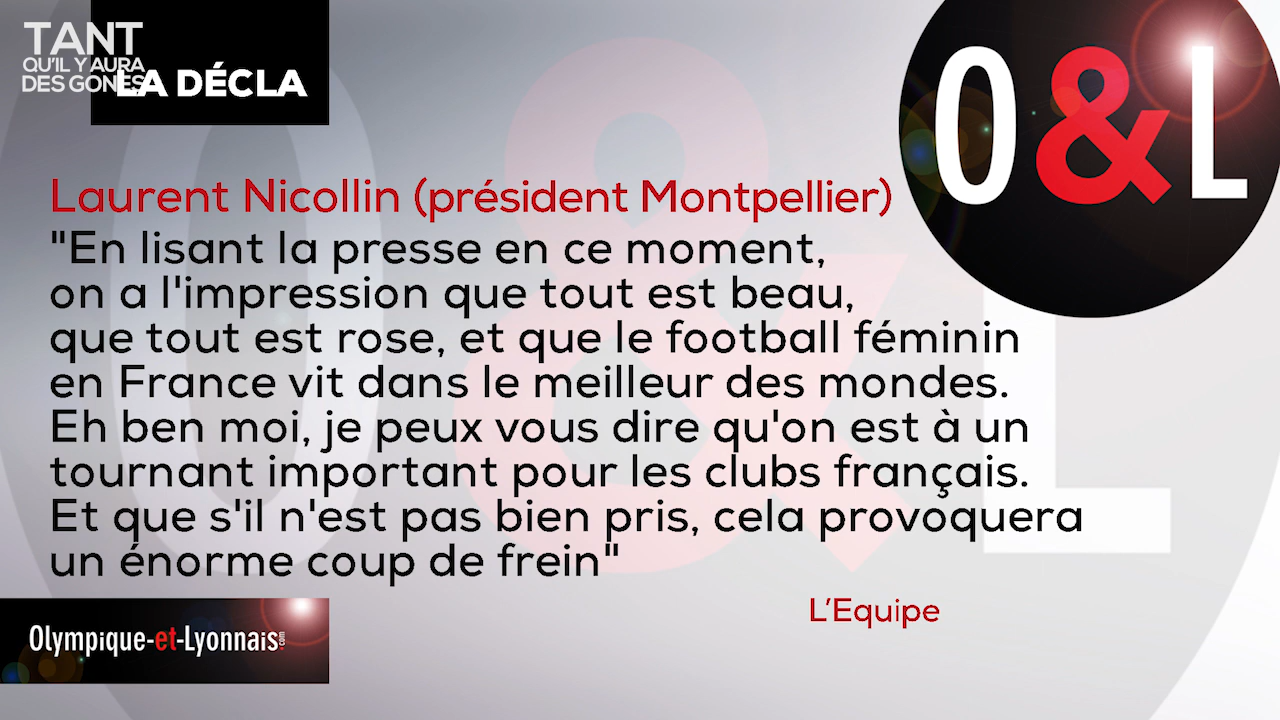 TANT
QU'IL Y AURA
DES GONES
LA DÉCLA
O&L
Laurent Nicollin (président Montpellier)
"En lisant la presse en ce moment,
on a l'impression que tout est beau,
que tout est rose, et que le football féminin
en France vit dans le meilleur des mondes.
Eh ben moi, je peux vous dire qu'on est à un
tournant important pour les clubs français.
Et que s'il n'est pas bien pris, cela provoquera
un énorme coup de frein"
L'Equipe
Olympique-et-Lyonnais.com